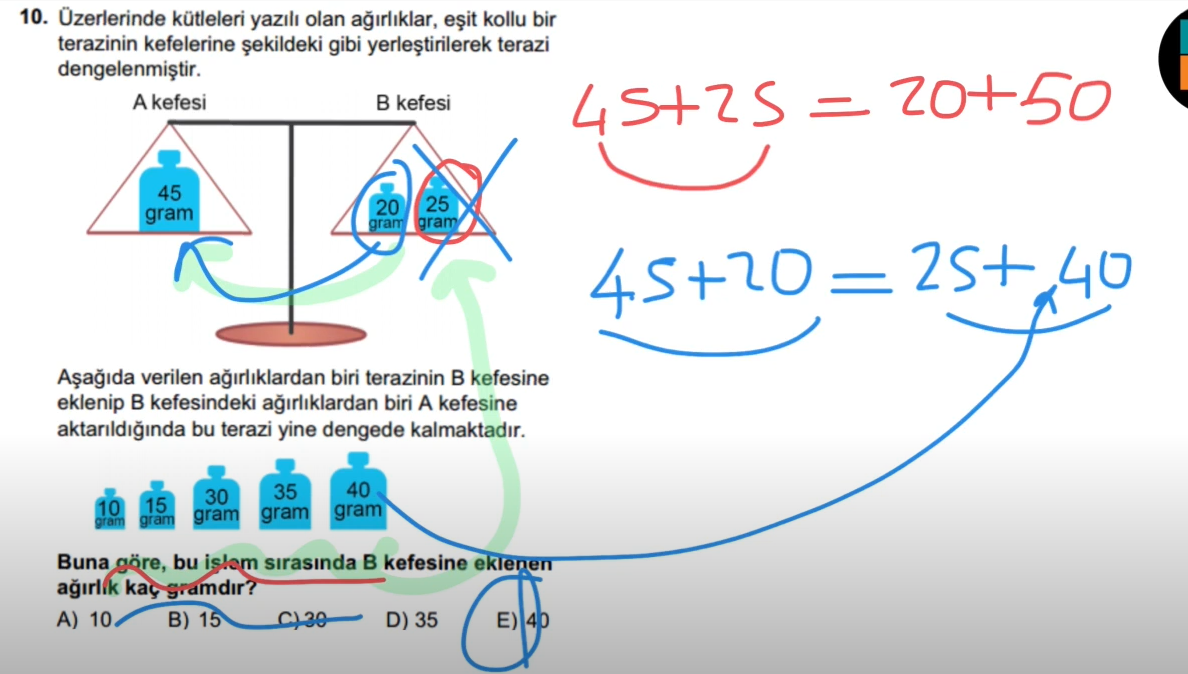 10. Üzerlerinde kütleleri yazılı olan ağırlıklar, eşit kollu bir
terazinin kefelerine şekildeki gibi yerleştirilerek terazi
dengelenmiştir.
A kefesi B kefesi
45
gram
20
gram
25
gram
45+25=20+50
45+20=25+40
Aşağıda verilen ağırlıklardan biri terazinin B kefesine
eklenip B kefesindeki ağırlıklardan biri A kefesine
aktarıldığında bu terazi yine dengede kalmaktadır.
10
gram
15
gram
30
gram
35
gram
40
gram
Buna göre, bu işlem sırasında B kefesine eklenen
ağırlık kaç gramdır?
A) 10 B) 15 C) 30 D) 35 E) 40